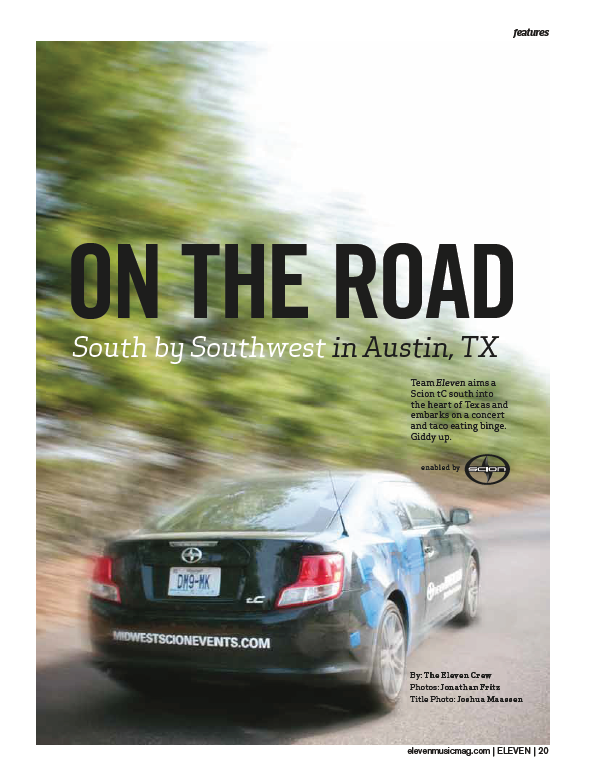 features
ON THE ROAD
South by Southwest in Austin, TX
Team Eleven aims a
Scion tC south into
the heart of Texas and
embarks on a concert
and taco eating binge.
Giddy up.
enabled by scion
DM9-MK
tC
MIDWESTSCIONEVENTS.COM
By: The Eleven Crew
Photos: Jonathan Fritz
Title Photo: Joshua Maassen
elevenmusicmag.com | ELEVEN | 20